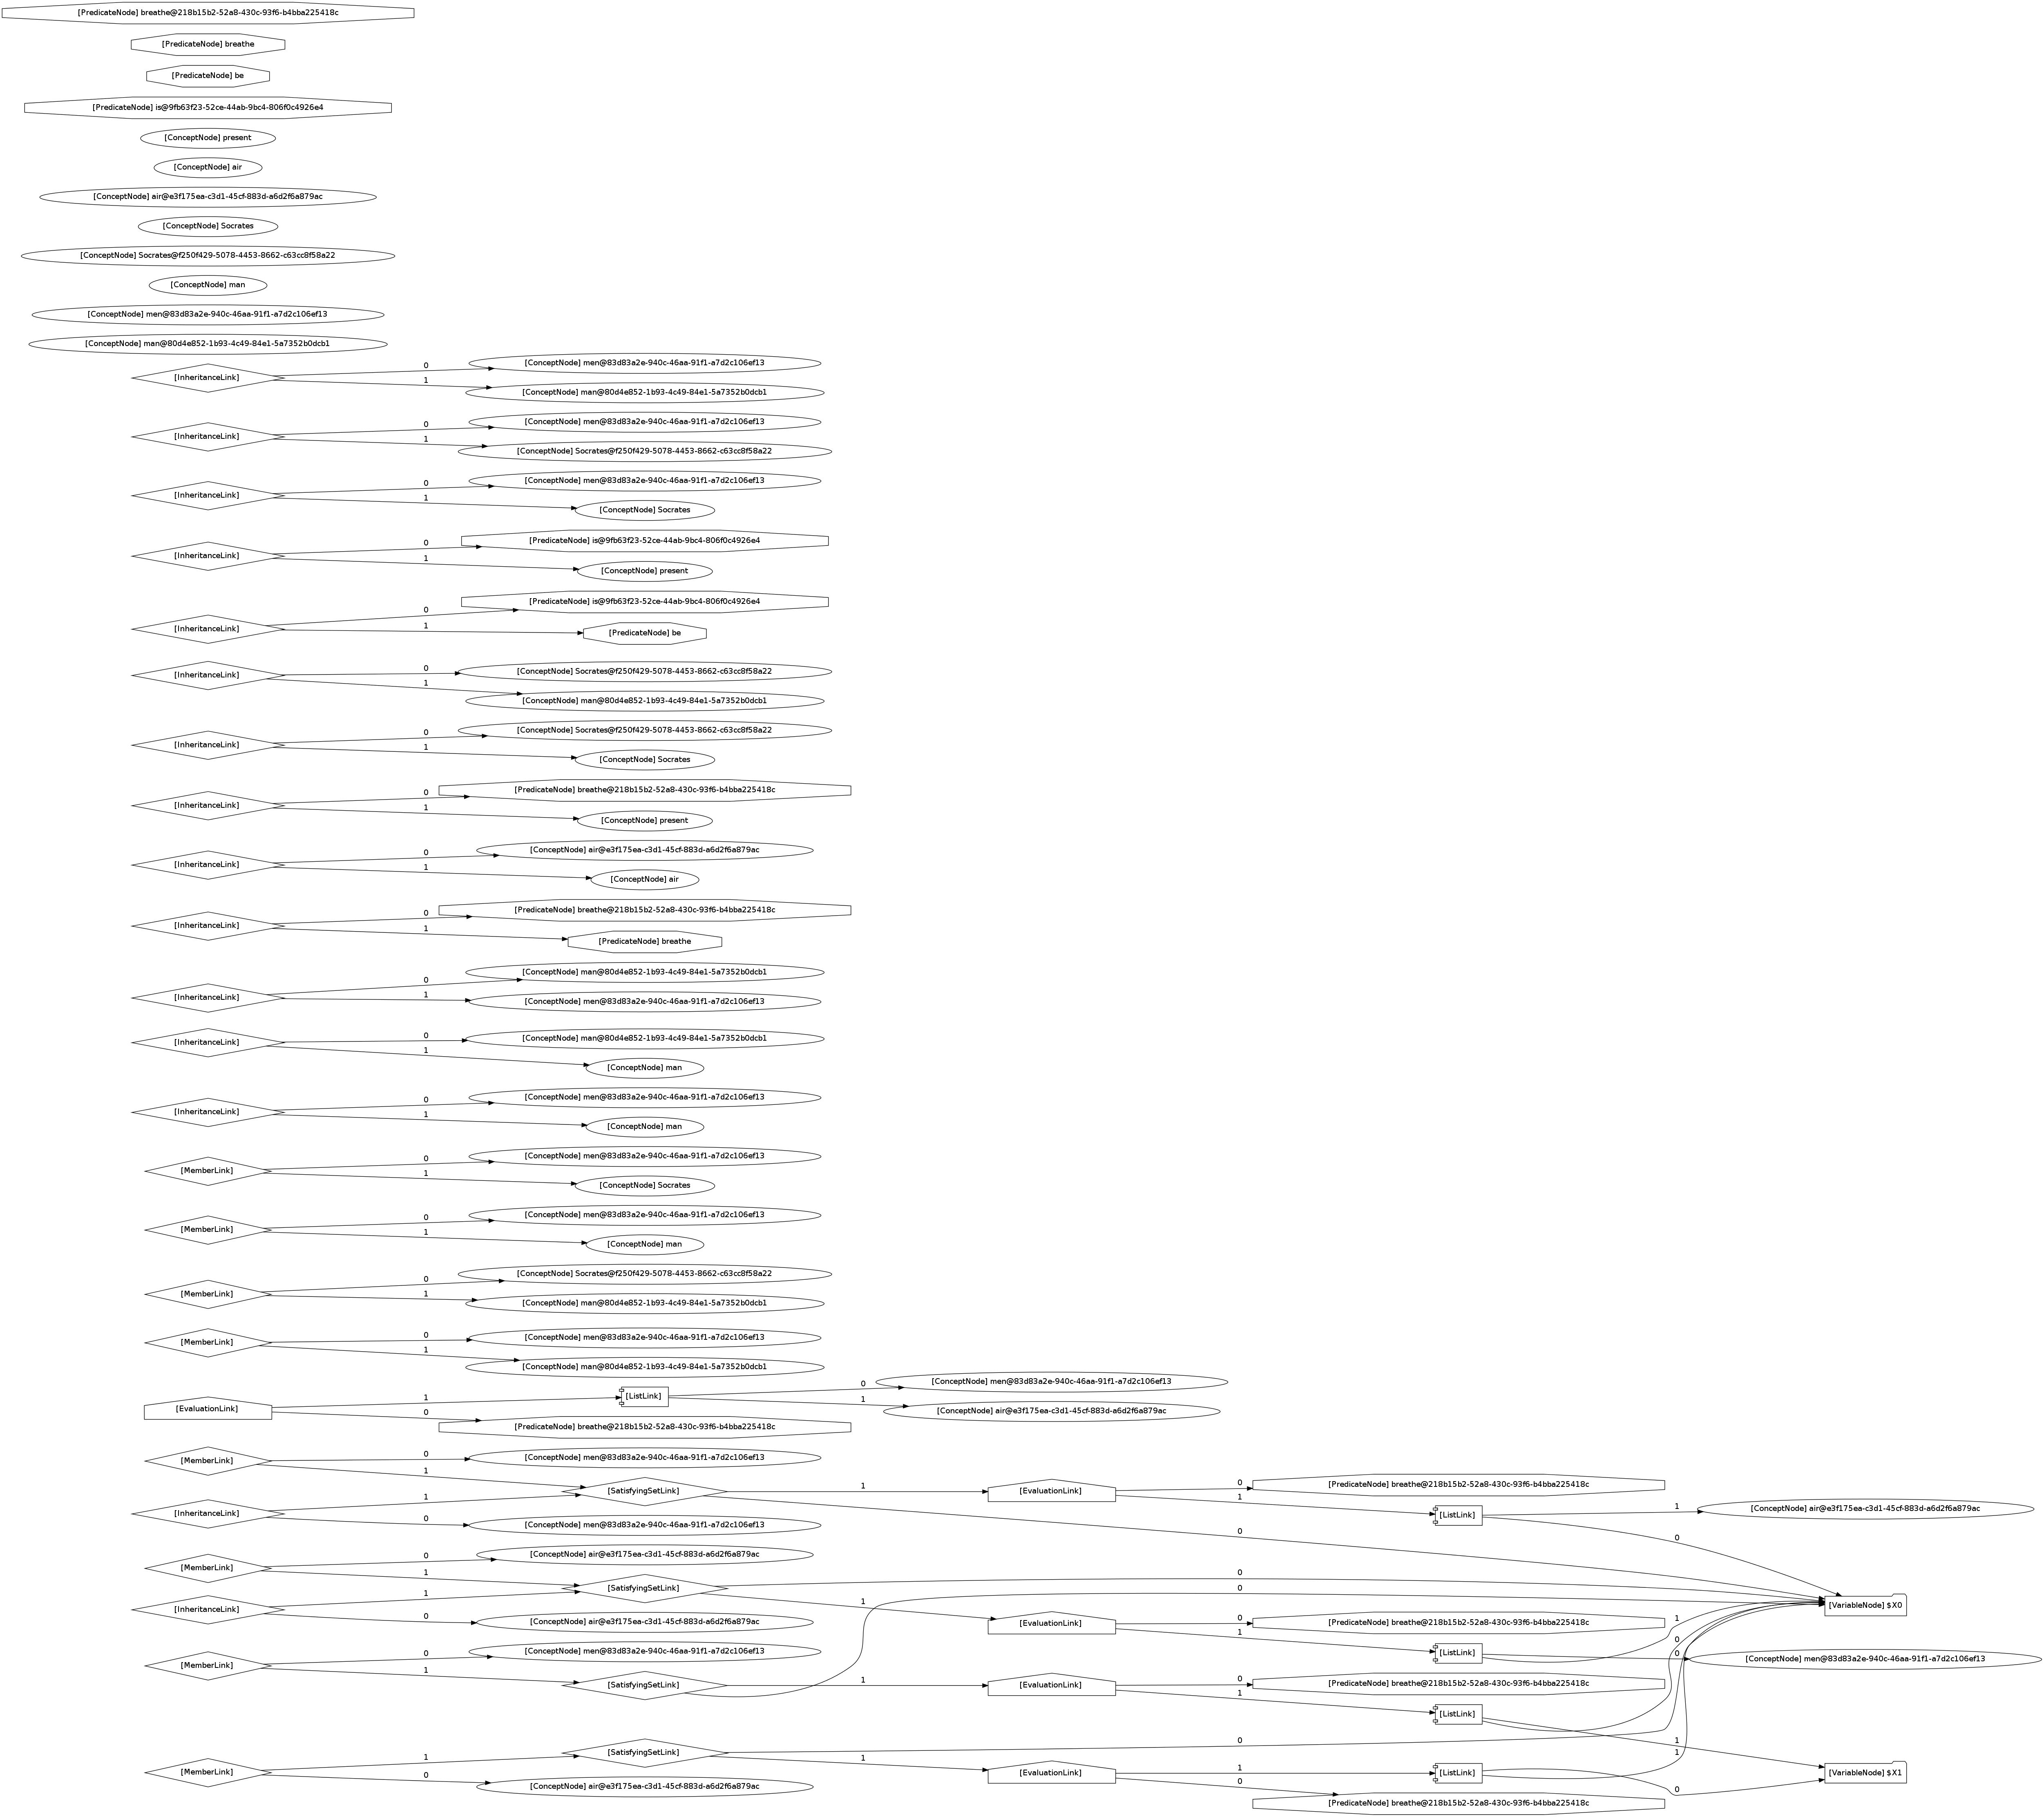 [PredicateNode] breathe@218b15b2-52a8-430c-93f6-b4bba225418c
[PredicateNode] breathe
[PredicateNode] be
[PredicateNode] is@9fb63f23-52ce-44ab-9bc4-806f0c4926e4
[ConceptNode] present
[ConceptNode] air
[ConceptNode] air@e3f175ea-c3d1-45cf-883d-a6d2f6a879ac
[ConceptNode] Socrates
[ConceptNode] Socrates@f250f429-5078-4453-8662-c63cc8f58a22
[ConceptNode] man
[ConceptNode] men@83d83a2e-940c-46aa-91f1-a7d2c106ef13
[ConceptNode] man@80d4e852-1b93-4c49-84e1-5a7352b0dcb1
[InheritanceLink]
0
[ConceptNode] men@83d83a2e-940c-46aa-91f1-a7d2c106ef13
1
[ConceptNode] man@80d4e852-1b93-4c49-84e1-5a7352b0dcb1
[InheritanceLink]
0
[ConceptNode] men@83d83a2e-940c-46aa-91f1-a7d2c106ef13
1
[ConceptNode] Socrates@f250f429-5078-4453-8662-c63cc8f58a22
[InheritanceLink]
0
[ConceptNode] men@83d83a2e-940c-46aa-91f1-a7d2c106ef13
1
[ConceptNode] Socrates
[InheritanceLink]
0
[PredicateNode] is@9fb63f23-52ce-44ab-9bc4-806f0c4926e4
1
[ConceptNode] present
[InheritanceLink]
0
[PredicateNode] is@9fb63f23-52ce-44ab-9bc4-806f0c4926e4
1
[PredicateNode] be
[InheritanceLink]
0
[ConceptNode] Socrates@f250f429-5078-4453-8662-c63cc8f58a22
1
[ConceptNode] man@80d4e852-1b93-4c49-84e1-5a7352b0dcb1
[InheritanceLink]
0
[ConceptNode] Socrates@f250f429-5078-4453-8662-c63cc8f58a22
1
[ConceptNode] Socrates
[InheritanceLink]
0
[PredicateNode] breathe@218b15b2-52a8-430c-93f6-b4bba225418c
1
[ConceptNode] present
[InheritanceLink]
0
[ConceptNode] air@e3f175ea-c3d1-45cf-883d-a6d2f6a879ac
1
[ConceptNode] air
[InheritanceLink]
0
[PredicateNode] breathe@218b15b2-52a8-430c-93f6-b4bba225418c
1
[PredicateNode] breathe
[InheritanceLink]
0
[ConceptNode] man@80d4e852-1b93-4c49-84e1-5a7352b0dcb1
1
[ConceptNode] men@83d83a2e-940c-46aa-91f1-a7d2c106ef13
[InheritanceLink]
0
[ConceptNode] man@80d4e852-1b93-4c49-84e1-5a7352b0dcb1
1
[ConceptNode] man
[InheritanceLink]
0
[ConceptNode] men@83d83a2e-940c-46aa-91f1-a7d2c106ef13
1
[ConceptNode] man
[MemberLink]
0
[ConceptNode] men@83d83a2e-940c-46aa-91f1-a7d2c106ef13
1
[ConceptNode] Socrates
[MemberLink]
0
[ConceptNode] men@83d83a2e-940c-46aa-91f1-a7d2c106ef13
1
[ConceptNode] man
[MemberLink]
0
[ConceptNode] Socrates@f250f429-5078-4453-8662-c63cc8f58a22
1
[ConceptNode] man@80d4e852-1b93-4c49-84e1-5a7352b0dcb1
[MemberLink]
0
[ConceptNode] men@83d83a2e-940c-46aa-91f1-a7d2c106ef13
1
[ConceptNode] man@80d4e852-1b93-4c49-84e1-5a7352b0dcb1
[EvaluationLink]
1
[ListLink]
0
[ConceptNode] men@83d83a2e-940c-46aa-91f1-a7d2c106ef13
1
[ConceptNode] air@e3f175ea-c3d1-45cf-883d-a6d2f6a879ac
0
[PredicateNode] breathe@218b15b2-52a8-430c-93f6-b4bba225418c
[MemberLink]
0
[ConceptNode] men@83d83a2e-940c-46aa-91f1-a7d2c106ef13
1
[SatisfyingSetLink]
1
[EvaluationLink]
0
[PredicateNode] breathe@218b15b2-52a8-430c-93f6-b4bba225418c
1
[ListLink]
1
[ConceptNode] air@e3f175ea-c3d1-45cf-883d-a6d2f6a879ac
0
0
[InheritanceLink]
1
0
[ConceptNode] men@83d83a2e-940c-46aa-91f1-a7d2c106ef13
[MemberLink]
0
[ConceptNode] air@e3f175ea-c3d1-45cf-883d-a6d2f6a879ac
1
[SatisfyingSetLink]
0
0
[VariableNode] $X0
[InheritanceLink]
1
0
[ConceptNode] air@e3f175ea-c3d1-45cf-883d-a6d2f6a879ac
1
[EvaluationLink]
0
[PredicateNode] breathe@218b15b2-52a8-430c-93f6-b4bba225418c
1
[ListLink]
1
0
0
[ConceptNode] men@83d83a2e-940c-46aa-91f1-a7d2c106ef13
[MemberLink]
0
[ConceptNode] men@83d83a2e-940c-46aa-91f1-a7d2c106ef13
1
[SatisfyingSetLink]
1
[EvaluationLink]
0
[PredicateNode] breathe@218b15b2-52a8-430c-93f6-b4bba225418c
1
[ListLink]
1
[MemberLink]
1
[SatisfyingSetLink]
0
1
[EvaluationLink]
1
[ListLink]
1
0
[VariableNode] $X1
0
[ConceptNode] air@e3f175ea-c3d1-45cf-883d-a6d2f6a879ac
0
[PredicateNode] breathe@218b15b2-52a8-430c-93f6-b4bba225418c